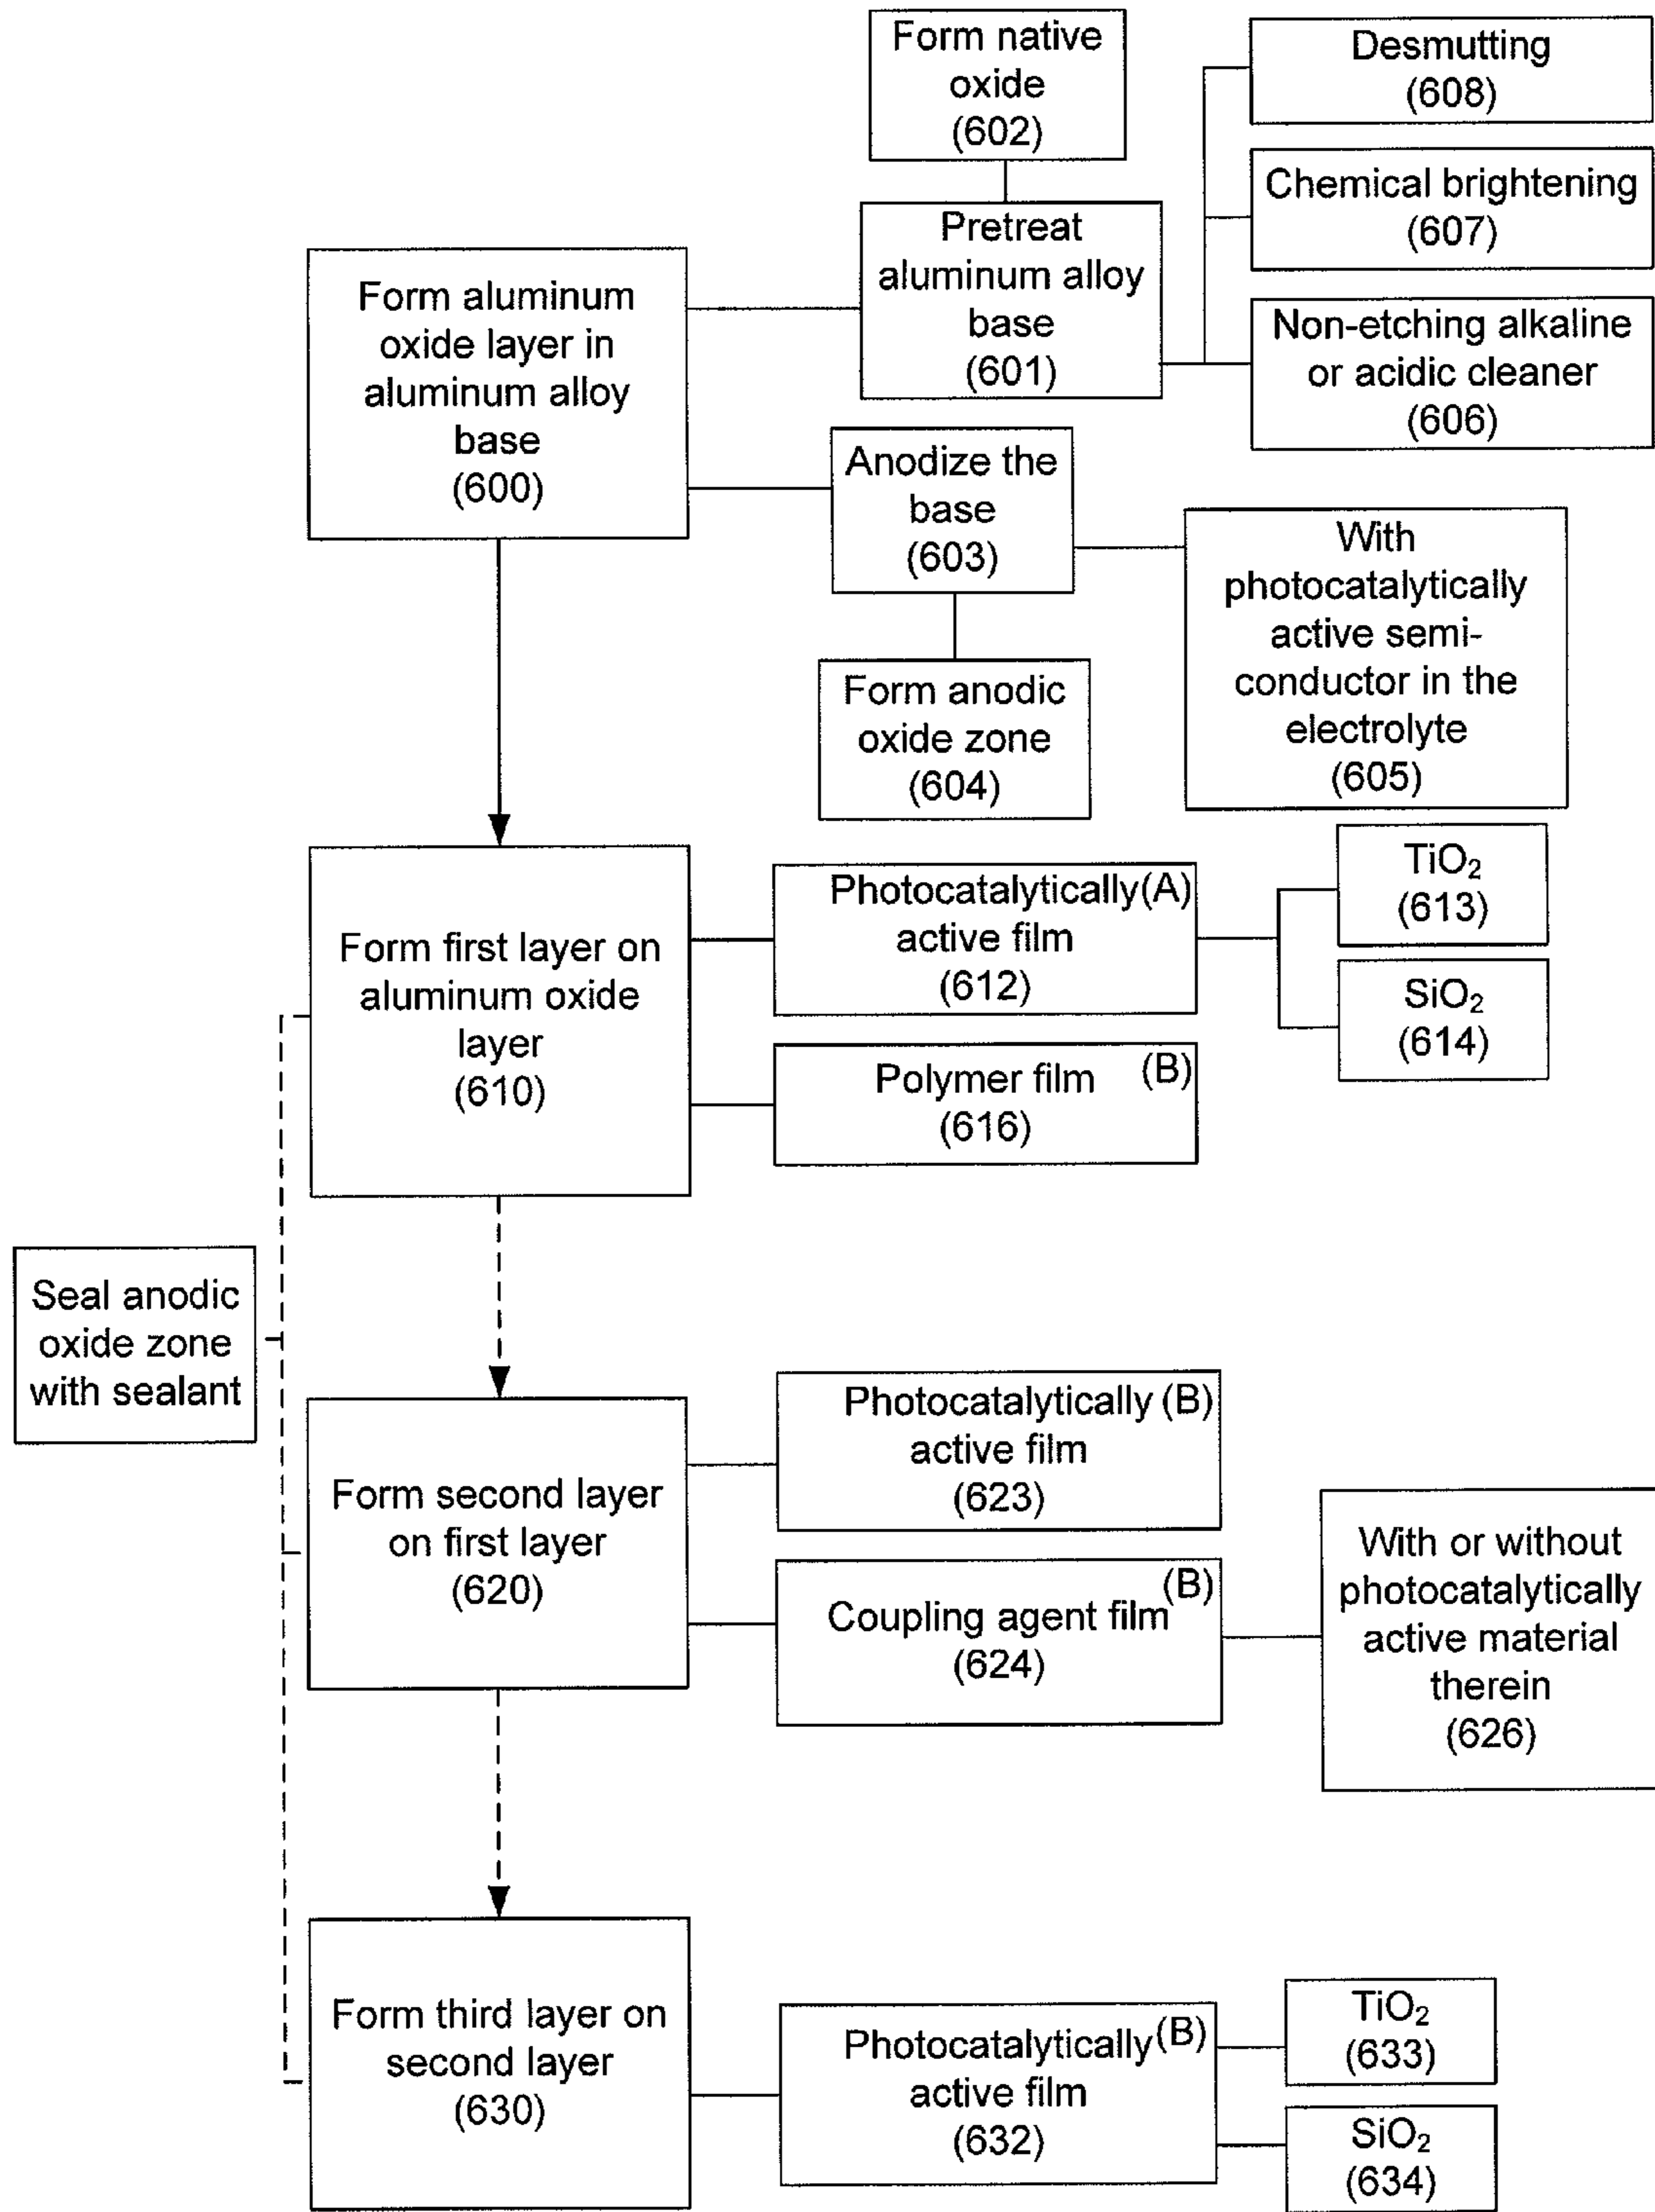 Form native
oxide
(602)
Desmutting
(608)
Chemical brightening
(607)
Pretreat
aluminum alloy
base
(601)
Non-etching alkaline
or acidic cleaner
(606)
Form aluminum
oxide layer in
aluminum alloy
base
(600)
Anodize the
base
(603)
With
photocatalytically
active semi-
conductor in the
electrolyte
(605)
Form anodic
oxide zone
(604)
Form first layer on
aluminum oxide
layer
(610)
Photocatalytically (A)
active film
(612)
TiO₂
(613)
SiO₂
(614)
Polymer film (B)
(616)
Seal anodic
oxide zone
with sealant
Form second layer
on first layer
(620)
Photocatalytically (B)
active film
(623)
Coupling agent film (B)
(624)
With or without
photocatalytically
active material
therein
(626)
Form third layer on
second layer
(630)
Photocatalytically (B)
active film
(632)
TiO₂
(633)
SiO₂
(634)